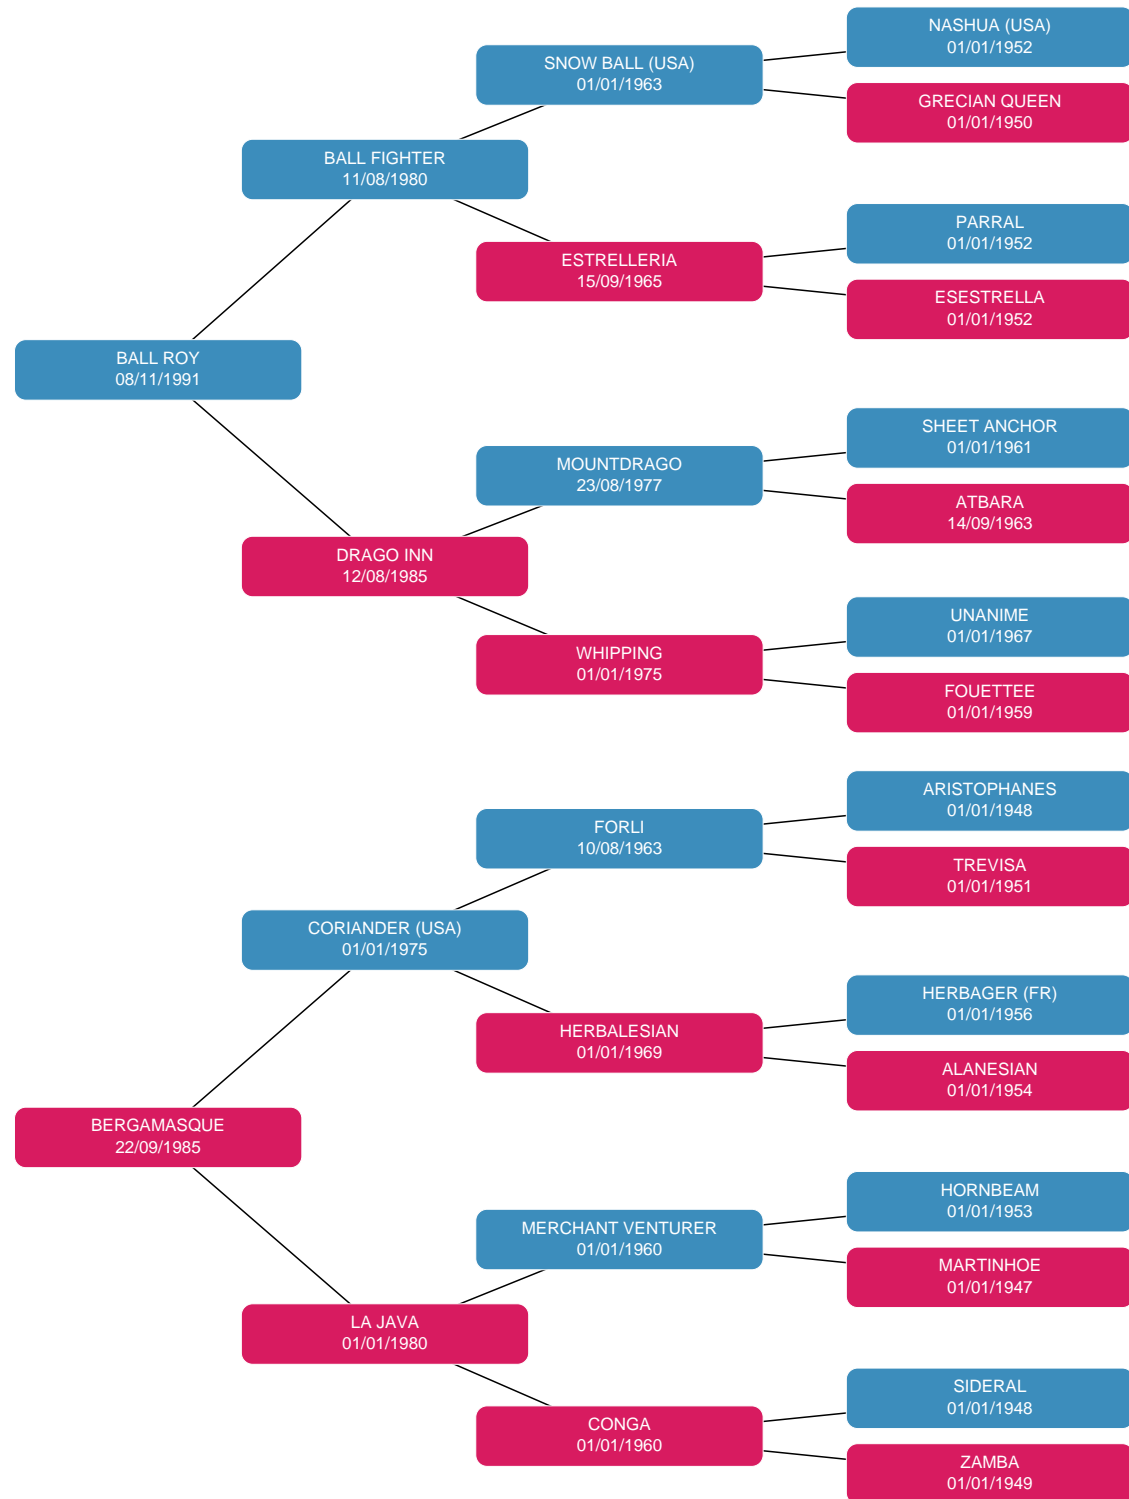 NASHUA (USA)
01/01/1952
SNOW BALL (USA)
01/01/1963
GRECIAN QUEEN
01/01/1950
BALL FIGHTER
11/08/1980
PARRAL
01/01/1952
ESTRELLERIA
15/09/1965
ESESTRELLA
01/01/1952
BALL ROY
08/11/1991
SHEET ANCHOR
01/01/1961
MOUNTDRAGO
23/08/1977
ATBARA
14/09/1963
DRAGO INN
12/08/1985
UNANIME
01/01/1967
WHIPPING
01/01/1975
FOUETTEE
01/01/1959
ARISTOPHANES
01/01/1948
FORLI
10/08/1963
TREVISA
01/01/1951
CORIANDER (USA)
01/01/1975
HERBAGER (FR)
01/01/1956
HERBALESIAN
01/01/1969
ALANESIAN
01/01/1954
BERGAMASQUE
22/09/1985
HORNBEAM
01/01/1953
MERCHANT VENTURER
01/01/1960
MARTINHOE
01/01/1947
LA JAVA
01/01/1980
SIDERAL
01/01/1948
CONGA
01/01/1960
ZAMBA
01/01/1949